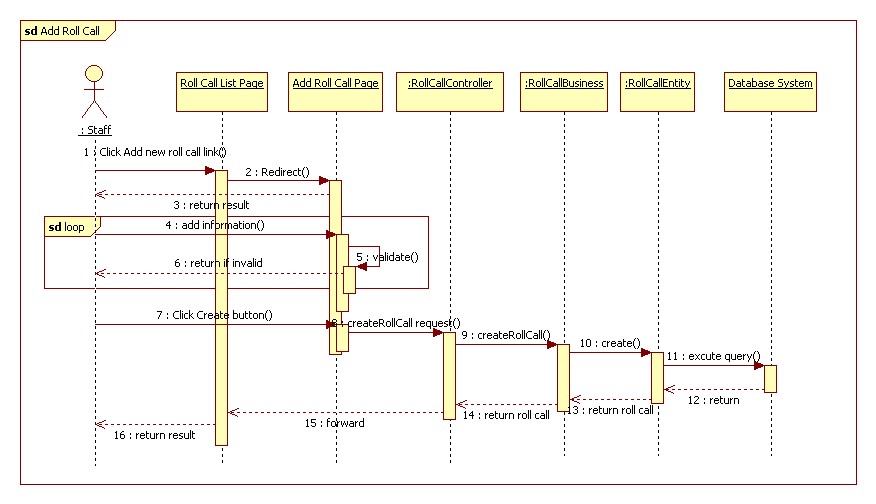 sd Add Roll Call
: Staff
Roll Call List Page
Add Roll Call Page
:RollCallController
:RollCallBusiness
:RollCallEntity
Database System
1 : Click Add new roll call link()
2 : Redirect()
3 : return result
sd loop
4 : add information()
5 : validate()
6 : return if invalid
7 : Click Create button()
8 : createRollCall request()
9 : createRollCall()
10 : create()
11 : excute query()
12 : return
13 : return roll call
14 : return roll call
15 : forward
16 : return result